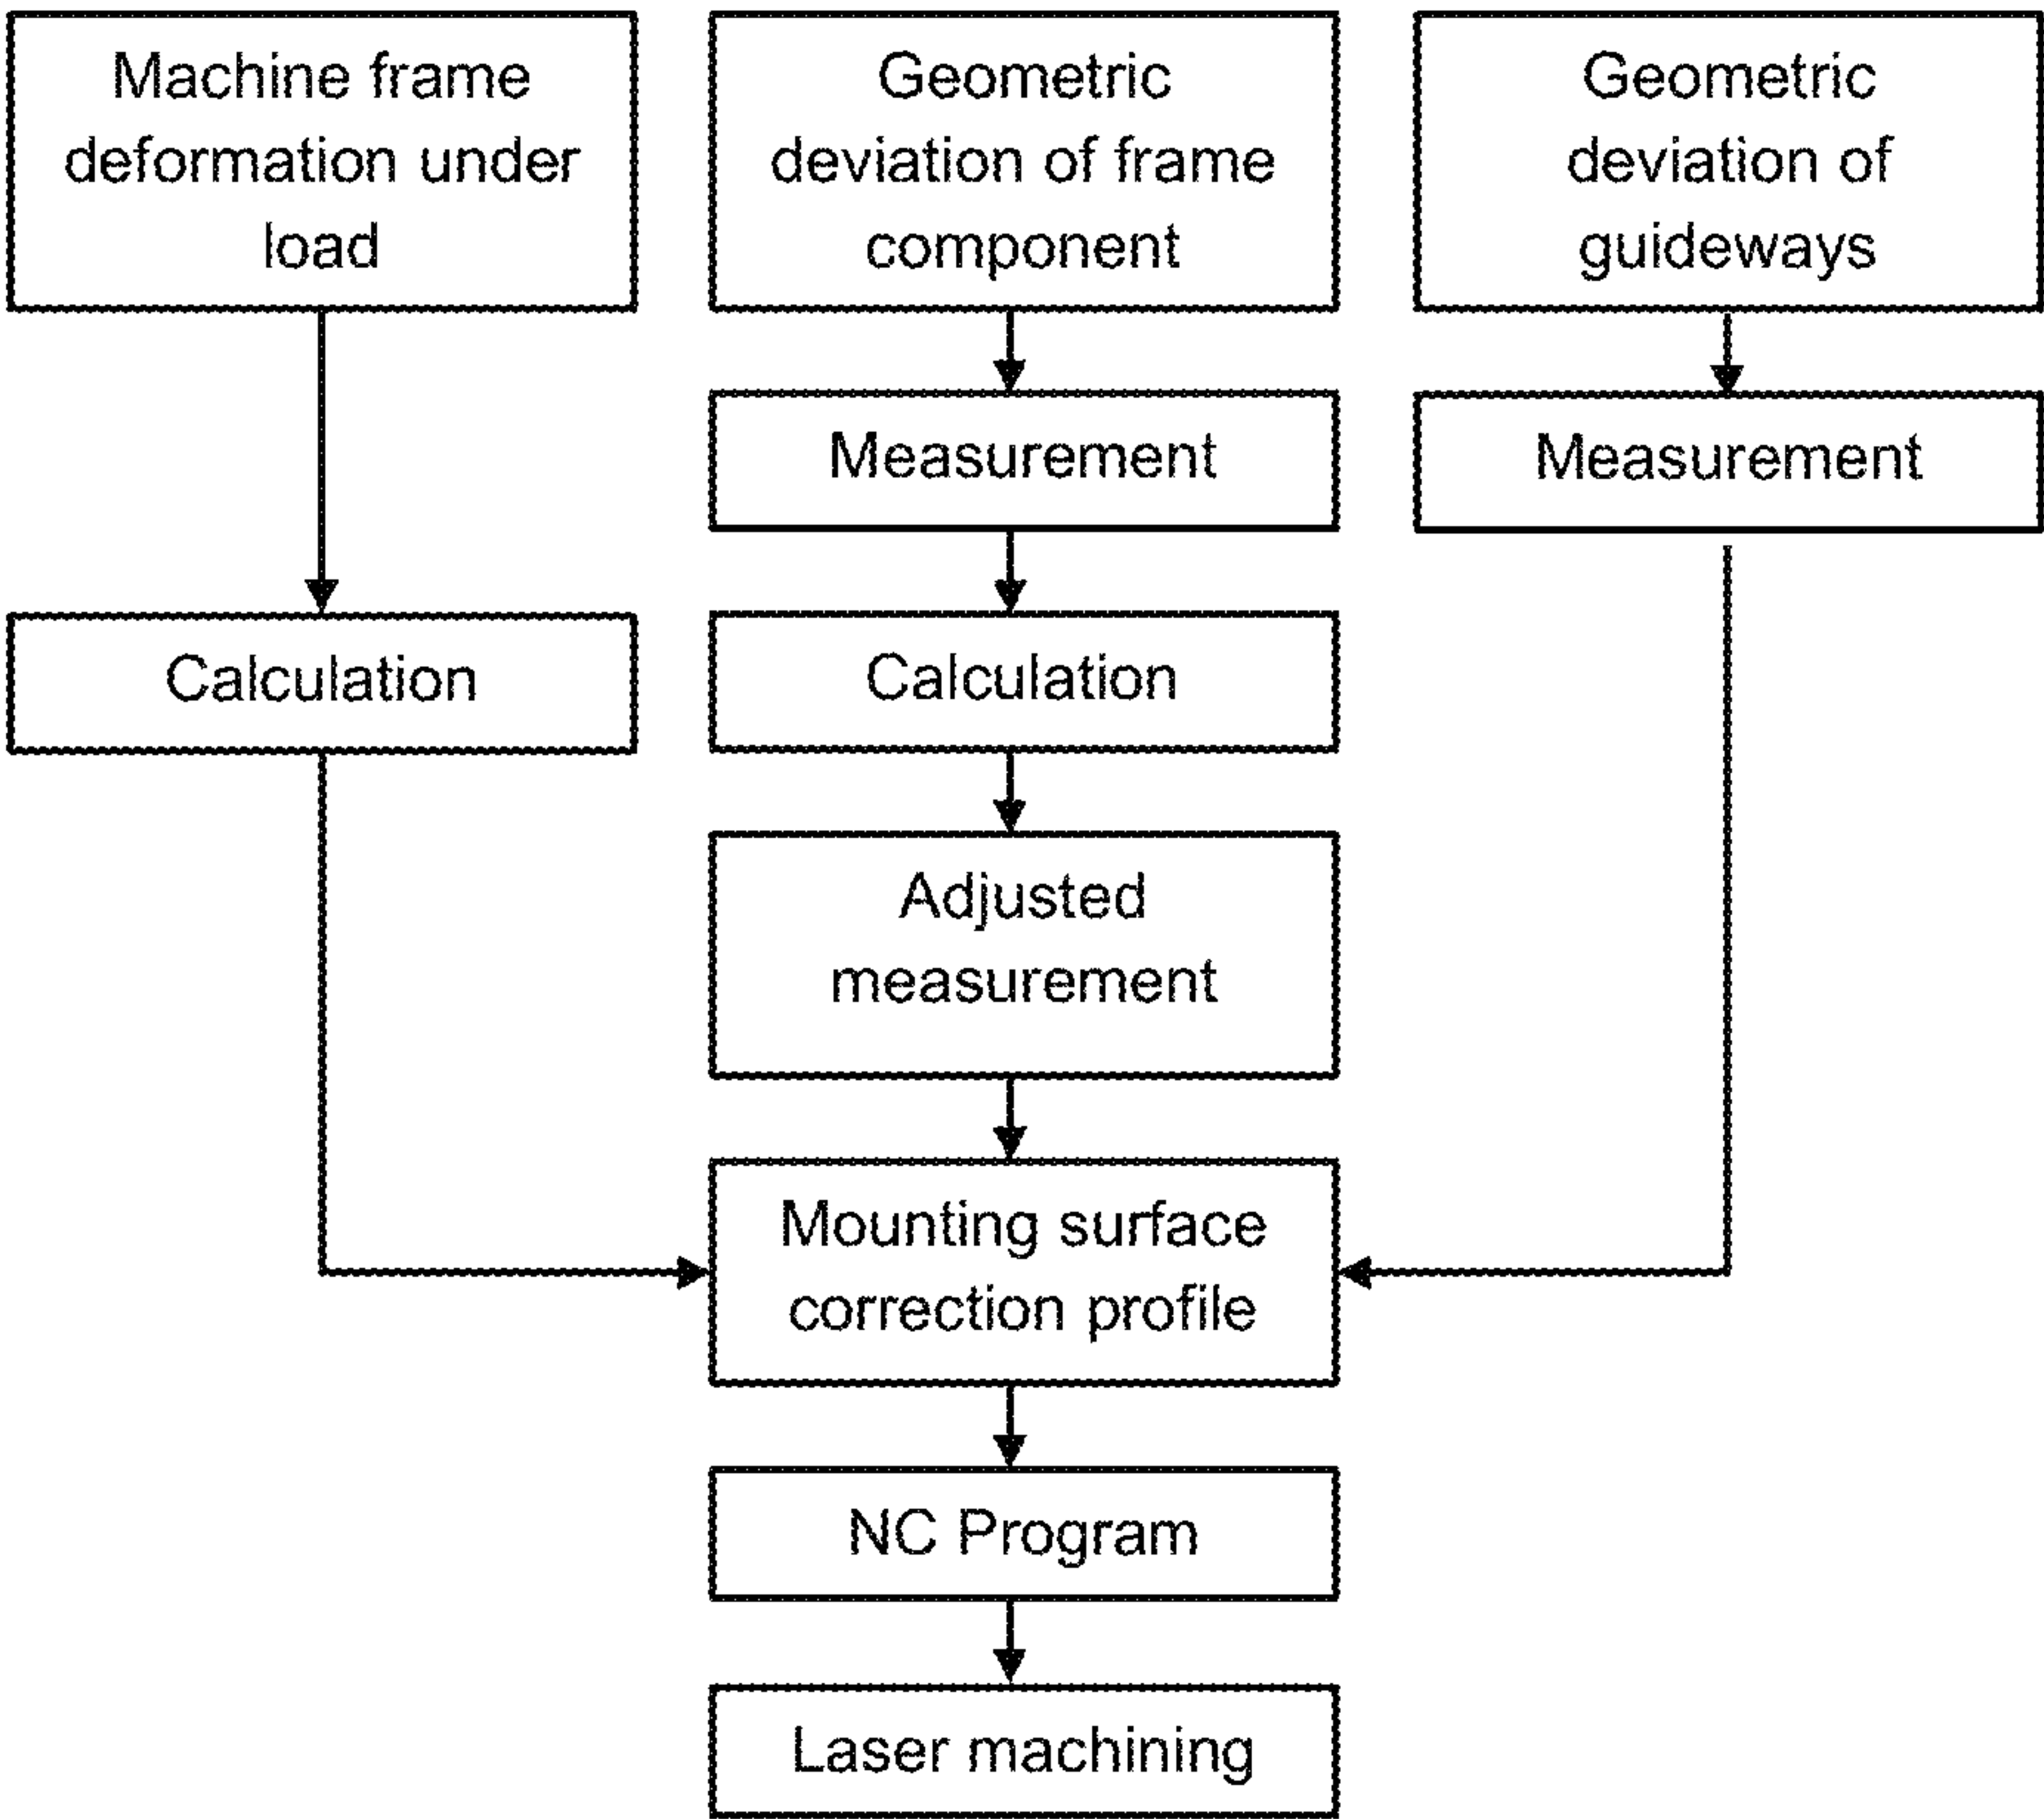 Machine frame
deformation under
load
Geometric
deviation of frame
component
Geometric
deviation of
guideways
Measurement
Measurement
Calculation
Calculation
Adjusted
measurement
Mounting surface
correction profile
NC Program
Laser machining